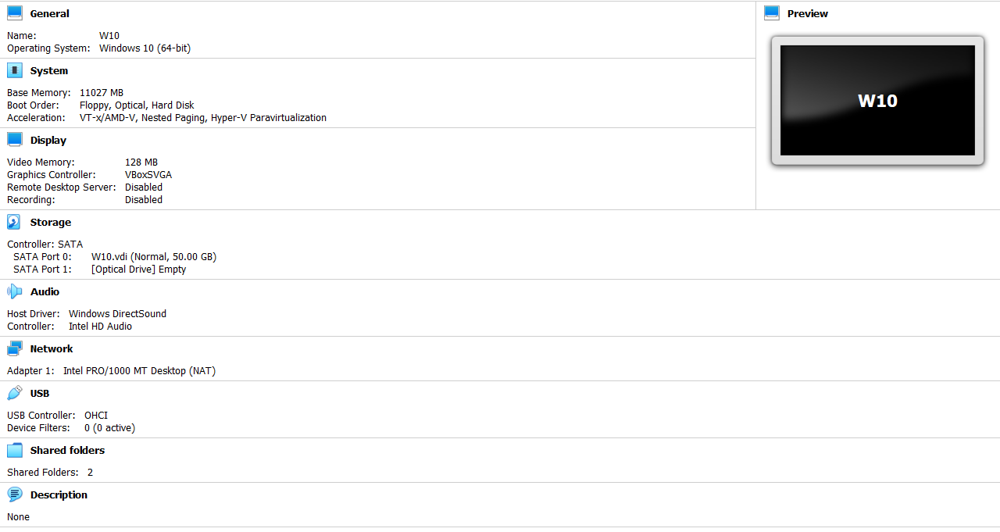 General
Name: W10
Operating System: Windows 10 (64-bit)
System
Base Memory: 11027 MB
Boot Order: Floppy, Optical, Hard Disk
Acceleration: VT-x/AMD-V, Nested Paging, Hyper-V Paravirtualization
Display
Video Memory: 128 MB
Graphics Controller: VBoxSVGA
Remote Desktop Server: Disabled
Recording: Disabled
Preview
W10
Storage
Controller: SATA
SATA Port 0: W10.vdi (Normal, 50.00 GB)
SATA Port 1: [Optical Drive] Empty
Audio
Host Driver: Windows DirectSound
Controller: Intel HD Audio
Network
Adapter 1: Intel PRO/1000 MT Desktop (NAT)
USB
USB Controller: OHCI
Device Filters: 0 (0 active)
Shared folders
Shared Folders: 2
Description
None